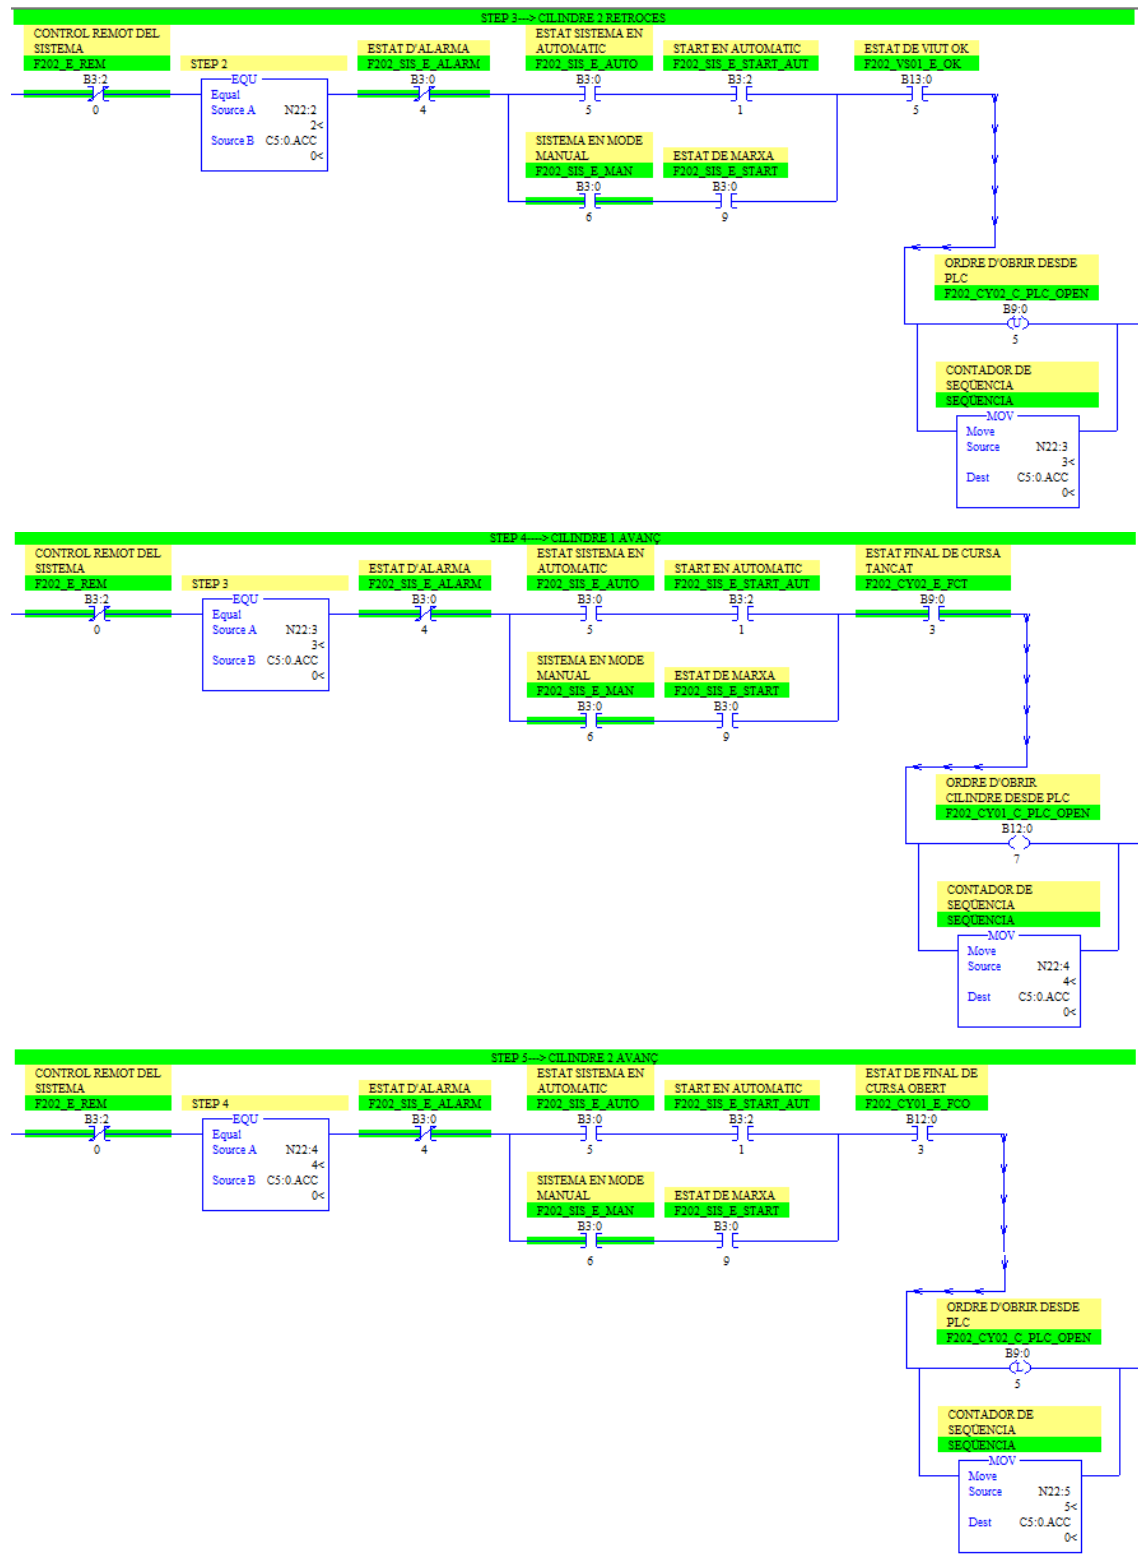 STEP 3---> CILINDRE 2 RETROCES
CONTROL REMOT DEL
SISTEMA
F202_E_REM
B3:2
0
STEP 2
EQU
Equal
Source A N22:2
2<
Source B C5:0.ACC
0<
ESTAT D'ALARMA
F202_SIS_E_ALARM
B3:0
4
ESTAT SISTEMA EN
AUTOMATIC
F202_SIS_E_AUTO
B3:0
5
START EN AUTOMATIC
F202_SIS_E_START_AUT
B3:2
1
ESTAT DE VIUT OK
F202_VS01_E_OK
B13:0
5
SISTEMA EN MODE
MANUAL
F202_SIS_E_MAN
B3:0
6
ESTAT DE MARXA
F202_SIS_E_START
B3:0
9
ORDRE D'OBRIR DESDE
PLC
F202_CY02_C_PLC_OPEN
B9:0
U
5
CONTADOR DE
SEQÜENCIA
SEQÜENCIA
MOV
Move
Source N22:3
3<
Dest C5:0.ACC
0<
STEP 4----> CILINDRE 1 AVANÇ
CONTROL REMOT DEL
SISTEMA
F202_E_REM
B3:2
0
STEP 3
EQU
Equal
Source A N22:3
3<
Source B C5:0.ACC
0<
ESTAT D'ALARMA
F202_SIS_E_ALARM
B3:0
4
ESTAT SISTEMA EN
AUTOMATIC
F202_SIS_E_AUTO
B3:0
5
START EN AUTOMATIC
F202_SIS_E_START_AUT
B3:2
1
ESTAT FINAL DE CURSA
TANCAT
F202_CY02_E_FCT
B9:0
3
SISTEMA EN MODE
MANUAL
F202_SIS_E_MAN
B3:0
6
ESTAT DE MARXA
F202_SIS_E_START
B3:0
9
ORDRE D'OBRIR
CILINDRE DESDE PLC
F202_CY01_C_PLC_OPEN
B12:0
7
CONTADOR DE
SEQÜENCIA
SEQÜENCIA
MOV
Move
Source N22:4
4<
Dest C5:0.ACC
0<
STEP 5---> CILINDRE 2 AVANÇ
CONTROL REMOT DEL
SISTEMA
F202_E_REM
B3:2
0
STEP 4
EQU
Equal
Source A N22:4
4<
Source B C5:0.ACC
0<
ESTAT D'ALARMA
F202_SIS_E_ALARM
B3:0
4
ESTAT SISTEMA EN
AUTOMATIC
F202_SIS_E_AUTO
B3:0
5
START EN AUTOMATIC
F202_SIS_E_START_AUT
B3:2
1
ESTAT DE FINAL DE
CURSA OBERT
F202_CY01_E_FCO
B12:0
3
SISTEMA EN MODE
MANUAL
F202_SIS_E_MAN
B3:0
6
ESTAT DE MARXA
F202_SIS_E_START
B3:0
9
ORDRE D'OBRIR DESDE
PLC
F202_CY02_C_PLC_OPEN
B9:0
L
5
CONTADOR DE
SEQÜENCIA
SEQÜENCIA
MOV
Move
Source N22:5
5<
Dest C5:0.ACC
0<